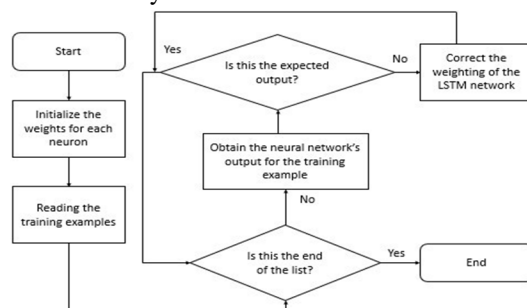 Start
Initialize the
weights for each
neuron
Reading the
training examples
Yes
Is this the expected
output?
No
Correct the
weighting of the
LSTM network
Obtain the neural network's
output for the training
example
No
Is this the end
of the list?
Yes
End